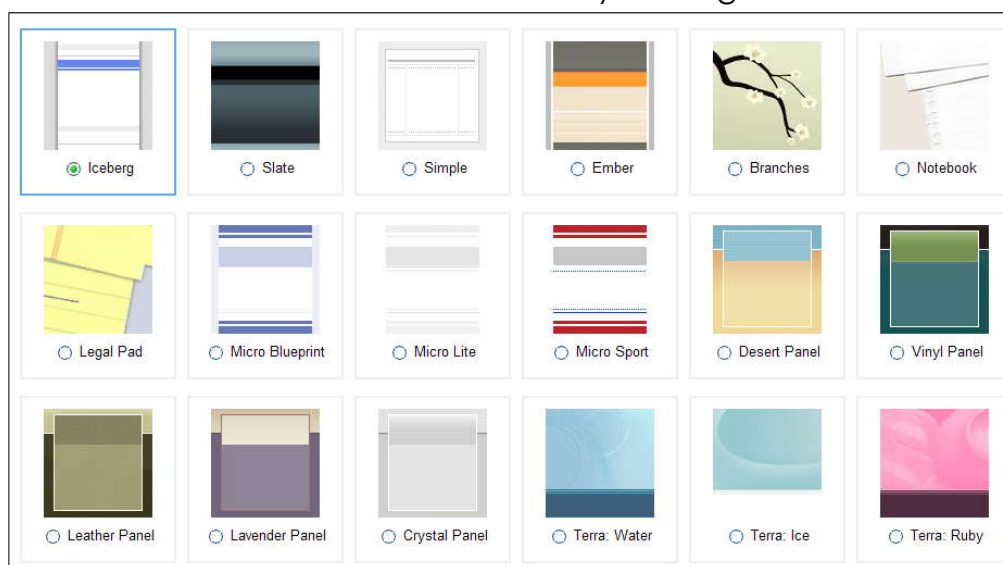 Iceberg Slate Simple Ember Branches Notebook
Legal Pad Micro Blueprint Micro Lite Micro Sport Desert Panel Vinyl Panel
Leather Panel Lavender Panel Crystal Panel Terra: Water Terra: Ice Terra: Ruby